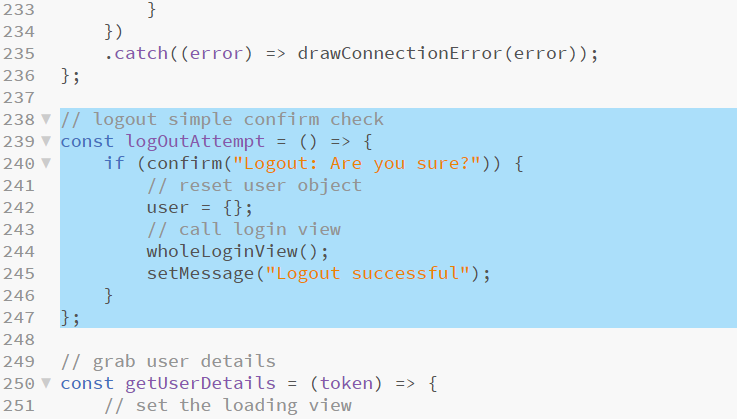 233         }
234     })
235     .catch((error) => drawConnectionError(error));
236 };
237
238 // logout simple confirm check
239 const logOutAttempt = () => {
240     if (confirm("Logout: Are you sure?")) {
241         // reset user object
242         user = {};
243         // call login view
244         wholeLoginView();
245         setMessage("Logout successful");
246     }
247 };
248
249 // grab user details
250 const getUserDetails = (token) => {
251     // set the loading view